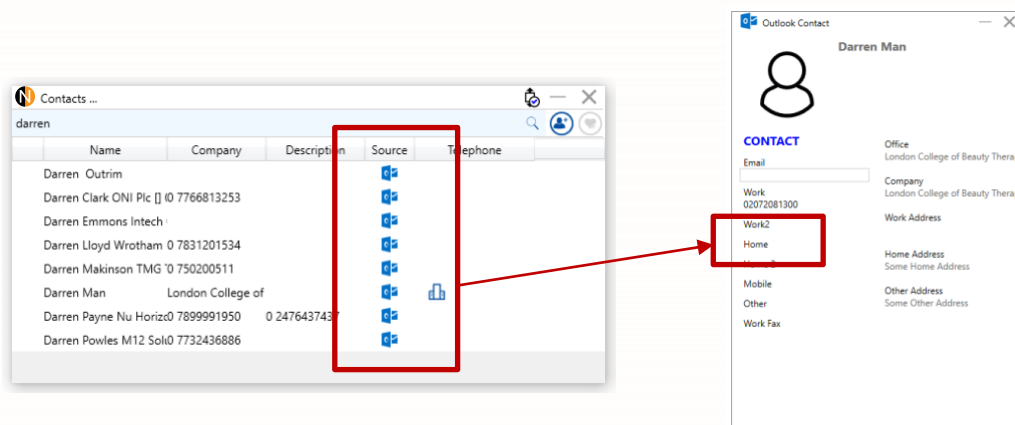 Contacts ...
darren
Name Company Description Source Telephone
Darren Outrim
Darren Clark ONI Plc [] (0 7766813253
Darren Emmons Intech
Darren Lloyd Wrotham 0 7831201534
Darren Makinson TMG 0 750200511
Darren Man London College of
Darren Payne Nu Horizo 0 7899991950 0 2476437437
Darren Powles M12 Solu 0 7732436886
Outlook Contact
Darren Man
CONTACT
Email
Work
02072081300
Work2
Home
Mobile
Other
Work Fax
Office
London College of Beauty Thera
Company
London College of Beauty Thera
Work Address
Home Address
Some Home Address
Other Address
Some Other Address